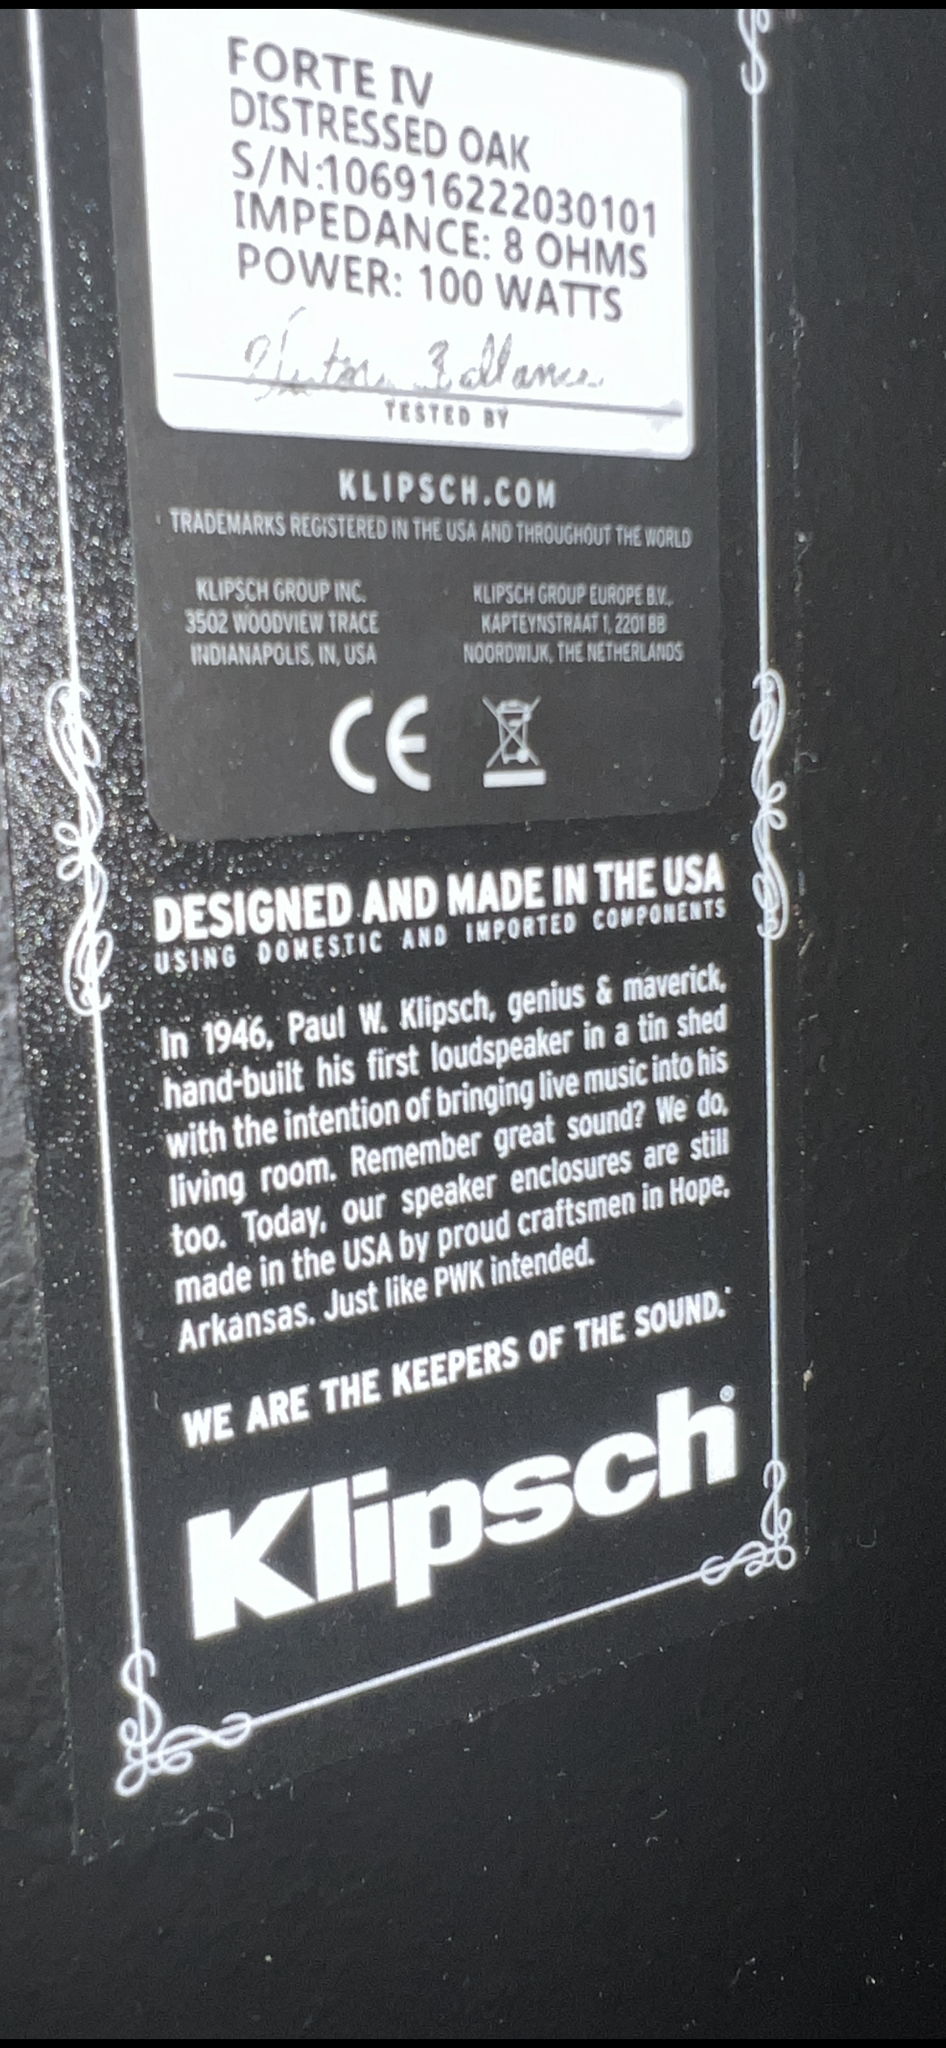 FORTE IV
DISTRESSED OAK
S/N:106916222030101
IMPEDANCE: 8 OHMS
POWER: 100 WATTS
TESTED BY
KLIPSCH.COM
TRADEMARKS REGISTERED IN THE USA AND THROUGHOUT THE WORLD
KLIPSCH GROUP INC.
3502 WOODVIEW TRACE
INDIANAPOLIS, IN, USA
KLIPSCH GROUP EUROPE B.V.,
KAPTEYNSTRAAT 1, 2201 BB
NOORDWIJK, THE NETHERLANDS
CE
DESIGNED AND MADE IN THE USA
USING DOMESTIC AND IMPORTED COMPONENTS
In 1946, Paul W. Klipsch, genius & maverick,
hand-built his first loudspeaker in a tin shed
with the intention of bringing live music into his
living room. Remember great sound? We do,
too. Today, our speaker enclosures are still
made in the USA by proud craftsmen in Hope,
Arkansas. Just like PWK intended.
WE ARE THE KEEPERS OF THE SOUND.
Klipsch®